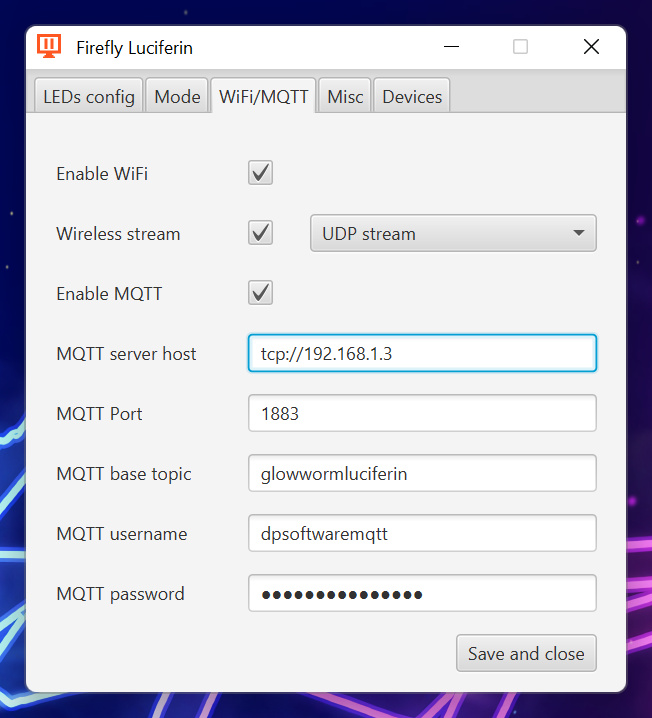 Firefly Luciferin
LEDs config Mode WiFi/MQTT Misc Devices
Enable WiFi
Wireless stream UDP stream
Enable MQTT
MQTT server host tcp://192.168.1.3
MQTT Port 1883
MQTT base topic glowwormluciferin
MQTT username dpsoftwaremqtt
MQTT password ●●●●●●●●●●●●●●●
Save and close